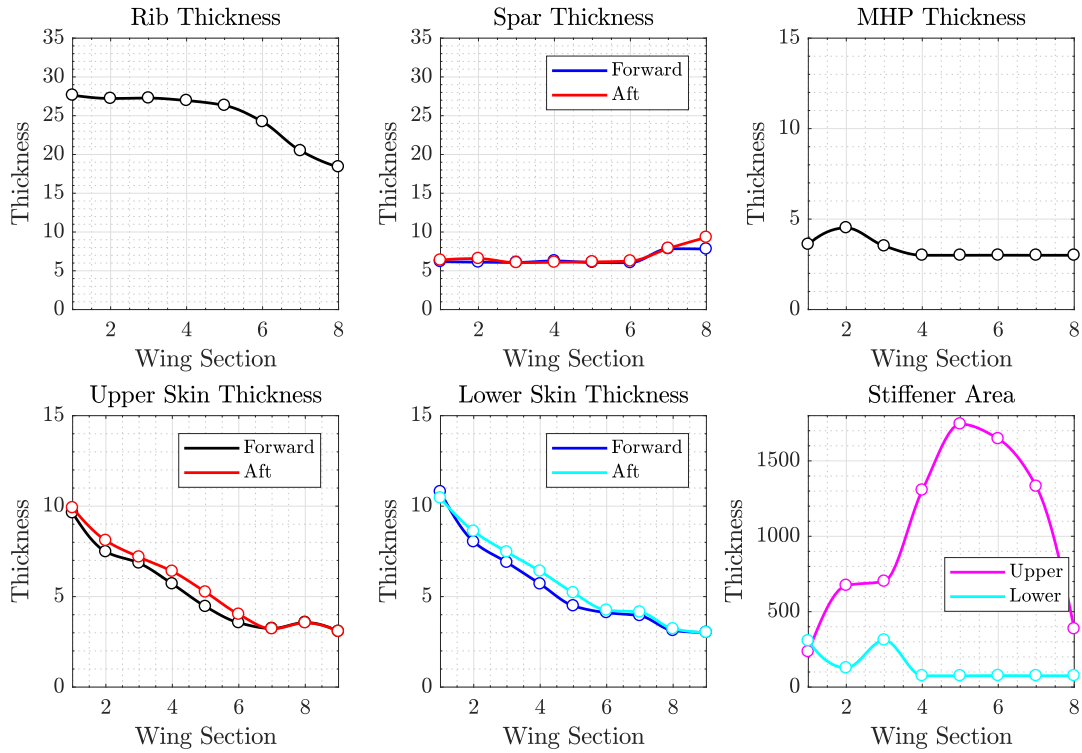 Rib Thickness
35
30
25
20
15
10
5
0
Thickness
2
4
6
8
Wing Section
Spar Thickness
35
30
25
20
15
10
5
0
Thickness
Forward
Aft
2
4
6
8
Wing Section
MHP Thickness
15
10
5
0
Thickness
2
4
6
8
Wing Section
Upper Skin Thickness
15
10
5
0
Thickness
Forward
Aft
2
4
6
8
Wing Section
Lower Skin Thickness
15
10
5
0
Thickness
Forward
Aft
2
4
6
8
Wing Section
Stiffener Area
1500
1000
500
0
Thickness
Upper
Lower
2
4
6
8
Wing Section